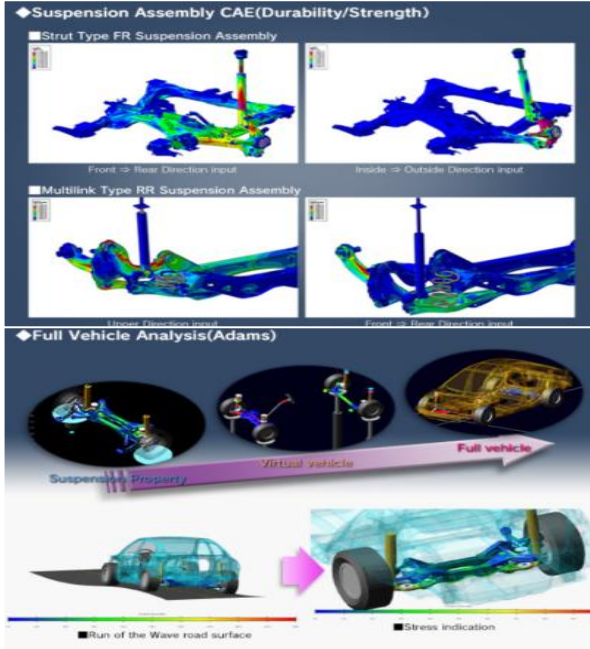 ◆Suspension Assembly CAE(Durability/Strength)
■Strut Type FR Suspension Assembly
Front ⇒ Rear Direction input
Inside ⇒ Outside Direction input
■Multilink Type RR Suspension Assembly
Upper Direction input
Front ⇒ Rear Direction input
◆Full Vehicle Analysis(Adams)
Full vehicle
Virtual vehicle
Suspension Property
■Run of the Wave road surface
■Stress indication